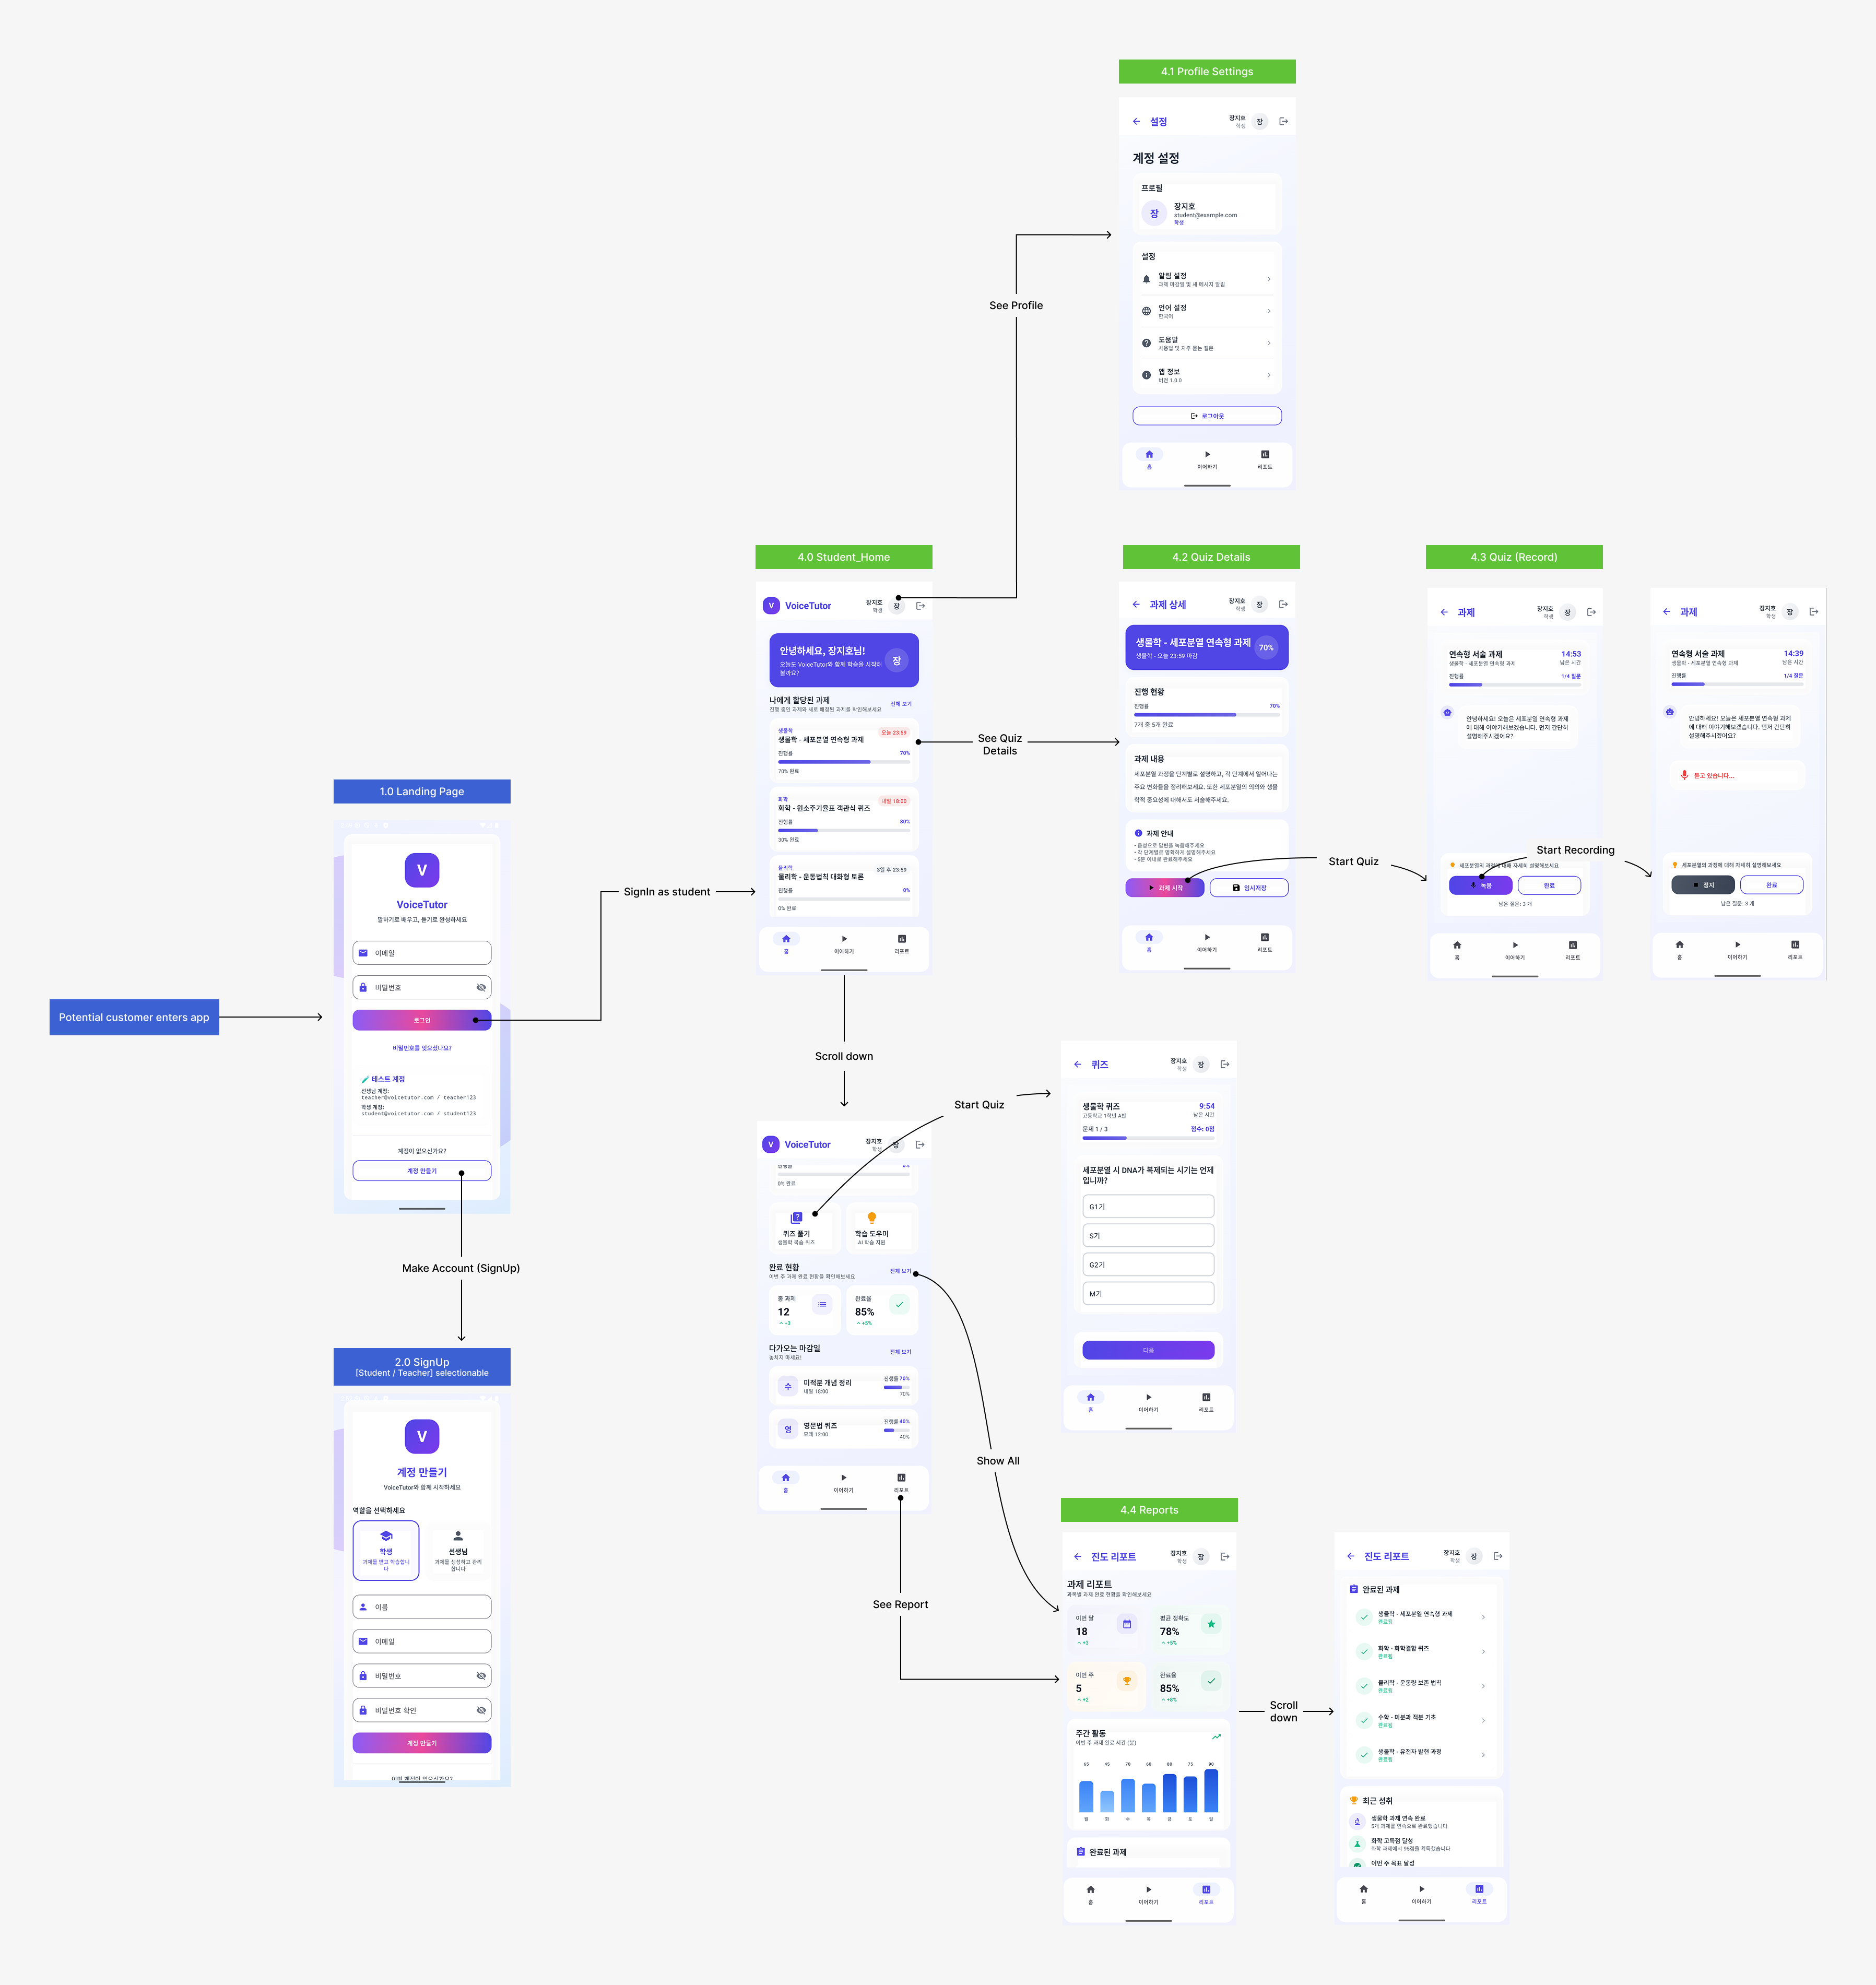 4.1 Profile Settings
설정
장지호
학생
장
계정 설정
프로필
장
장지호
student@example.com
학생
설정
알림 설정
과제 마감일 및 새 메시지 알림
언어 설정
한국어
도움말
사용법 및 자주 묻는 질문
앱 정보
버전 1.0.0
로그아웃
홈
이어하기
리포트
See Profile
4.0 Student_Home
V
VoiceTutor
장지호
학생
장
안녕하세요, 장지호님!
오늘도 VoiceTutor와 함께 학습을 시작해
볼까요?
장
나에게 할당된 과제
진행 중인 과제와 새로 배정된 과제를 확인해보세요
전체 보기
생물학
오늘 23:59
생물학 - 세포분열 연속형 과제
진행률
70%
70% 완료
화학
내일 18:00
화학 - 원소주기율표 객관식 퀴즈
진행률
30%
30% 완료
물리학
3일 후 23:59
물리학 - 운동법칙 대화형 토론
진행률
0%
0% 완료
홈
이어하기
리포트
See Quiz
Details
4.2 Quiz Details
과제 상세
장지호
학생
장
생물학 - 세포분열 연속형 과제
생물학 - 오늘 23:59 마감
70%
진행 현황
진행률
70%
7개 중 5개 완료
과제 내용
세포분열 과정을 단계별로 설명하고, 각 단계에서 일어나는
주요 변화들을 정리해보세요. 또한 세포분열의 의의와 생물
학적 중요성에 대해서도 서술해주세요.
과제 안내
• 음성으로 답변을 녹음해주세요
• 각 단계별로 명확하게 설명해주세요
• 5분 이내로 완료해주세요
과제 시작
임시저장
홈
이어하기
리포트
Start Quiz
4.3 Quiz (Record)
과제
장지호
학생
장
연속형 서술 과제
생물학 - 세포분열 연속형 과제
14:53
남은 시간
진행률
1/4 질문
안녕하세요! 오늘은 세포분열 연속형 과제
에 대해 이야기해보겠습니다. 먼저 간단히
설명해주시겠어요?
세포분열의 과정에 대해 자세히 설명해보세요
녹음
완료
남은 질문: 3 개
홈
이어하기
리포트
Start Recording
과제
장지호
학생
장
연속형 서술 과제
생물학 - 세포분열 연속형 과제
14:39
남은 시간
진행률
1/4 질문
안녕하세요! 오늘은 세포분열 연속형 과제
에 대해 이야기해보겠습니다. 먼저 간단히
설명해주시겠어요?
듣고 있습니다...
세포분열의 과정에 대해 자세히 설명해보세요
정지
완료
남은 질문: 3 개
홈
이어하기
리포트
Potential customer enters app
1.0 Landing Page
V
VoiceTutor
말하기로 배우고, 듣기로 완성하세요
이메일
비밀번호
로그인
비밀번호를 잊으셨나요?
테스트 계정
선생님 계정:
teacher@voicetutor.com / teacher123
학생 계정:
student@voicetutor.com / student123
계정이 없으신가요?
계정 만들기
SignIn as student
Make Account (SignUp)
2.0 SignUp
[Student / Teacher] selectionable
V
계정 만들기
VoiceTutor와 함께 시작하세요
역할을 선택하세요
학생
과제를 받고 학습합니
다
선생님
과제를 생성하고 관리
합니다
이름
이메일
비밀번호
비밀번호 확인
계정 만들기
이미 계정이 있으신가요?
Scroll down
V
VoiceTutor
장지호
학생
장
진행률
0%
0% 완료
퀴즈 풀기
생물학 복습 퀴즈
학습 도우미
AI 학습 지원
완료 현황
이번 주 과제 완료 현황을 확인해보세요
전체 보기
총 과제
12
+3
완료율
85%
+5%
다가오는 마감일
놓치지 마세요!
전체 보기
수
미적분 개념 정리
내일 18:00
진행률 70%
70%
영
영문법 퀴즈
모레 12:00
진행률 40%
40%
홈
이어하기
리포트
Start Quiz
퀴즈
장지호
학생
장
생물학 퀴즈
고등학교 1학년 A반
9:54
남은 시간
문제 1 / 3
점수: 0점
세포분열 시 DNA가 복제되는 시기는 언제
입니까?
G1기
S기
G2기
M기
다음
홈
이어하기
리포트
Show All
See Report
4.4 Reports
진도 리포트
장지호
학생
장
과제 리포트
과목별 과제 완료 현황을 확인해보세요
이번 달
18
+3
평균 정확도
78%
+5%
이번 주
5
+2
완료율
85%
+8%
주간 활동
이번 주 과제 완료 시간 (분)
65 45 70 60 80 75 90
월 화 수 목 금 토 일
완료된 과제
홈
이어하기
리포트
Scroll
down
진도 리포트
장지호
학생
장
완료된 과제
생물학 - 세포분열 연속형 과제
완료됨
화학 - 화학결합 퀴즈
완료됨
물리학 - 운동량 보존 법칙
완료됨
수학 - 미분과 적분 기초
완료됨
생물학 - 유전자 발현 과정
완료됨
최근 성취
생물학 과제 연속 완료
5개 과제를 연속으로 완료했습니다
화학 고득점 달성
화학 과제에서 95점을 획득했습니다
이번 주 목표 달성
홈
이어하기
리포트